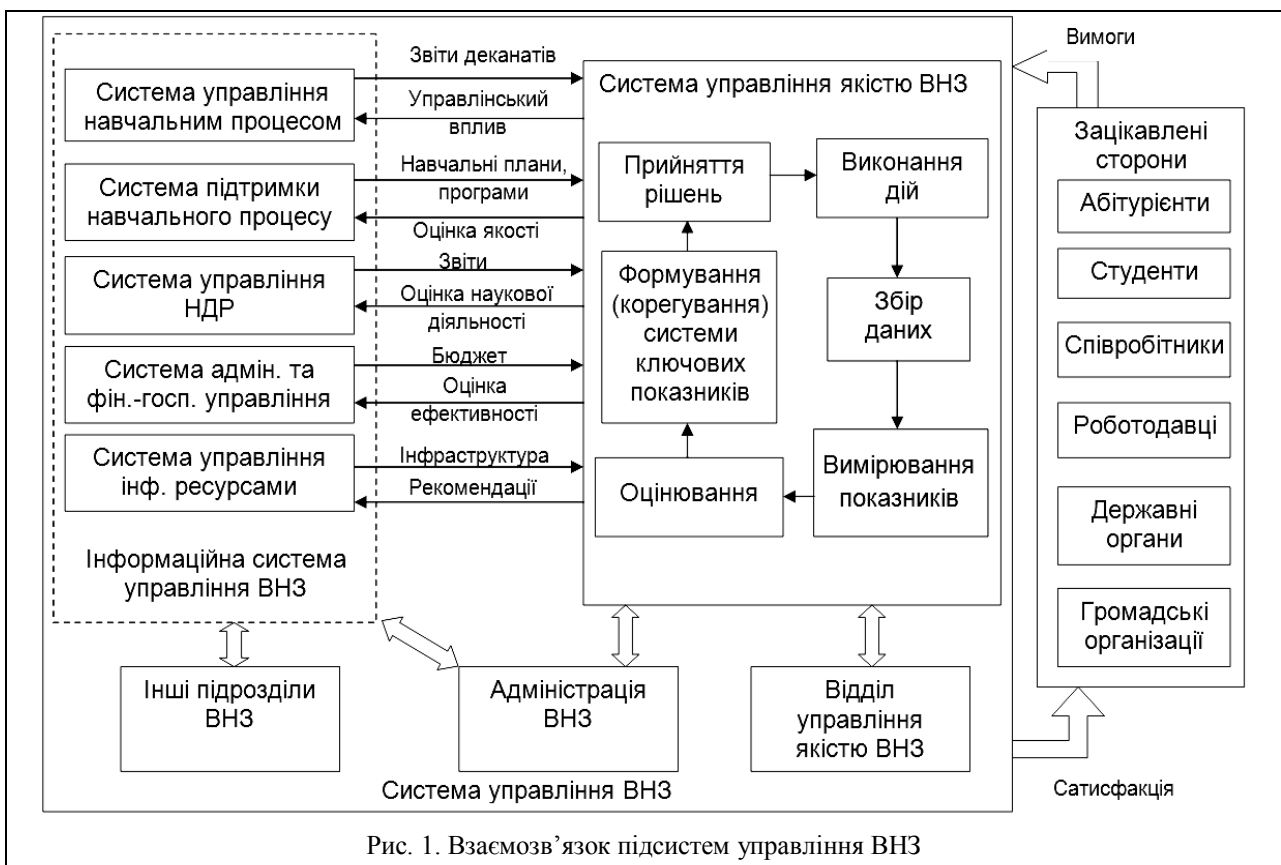 Система управління
навчальним процесом
Система підтримки
навчального процесу
Система управління
НДР
Система адмін. та
фін.-госп. управління
Система управління
інф. ресурсами
Інформаційна система
управління ВНЗ
Звіти деканатів
Управлінський
вплив
Навчальні плани,
програми
Оцінка якості
Звіти
Оцінка наукової
діяльності
Бюджет
Оцінка
ефективності
Інфраструктура
Рекомендації
Система управління якістю ВНЗ
Прийняття
рішень
Виконання
дій
Формування
(корегування)
системи
ключових
показників
Збір
даних
Оцінювання
Вимірювання
показників
Вимоги
Зацікавлені
сторони
Абітурієнти
Студенти
Співробітники
Роботодавці
Державні
органи
Громадські
організації
Інші підрозділи
ВНЗ
Адміністрація
ВНЗ
Відділ
управління
якістю ВНЗ
Система управління ВНЗ
Сатисфакція
Рис. 1. Взаємозв’язок підсистем управління ВНЗ